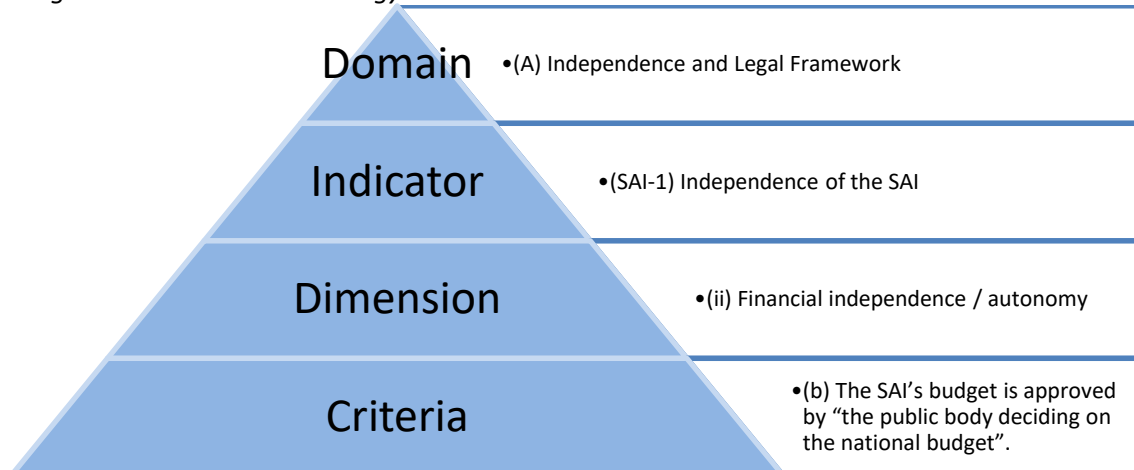 Domain
•(A) Independence and Legal Framework
Indicator
•(SAI-1) Independence of the SAI
Dimension
•(ii) Financial independence / autonomy
Criteria
•(b) The SAI’s budget is approved
by “the public body deciding on
the national budget”.